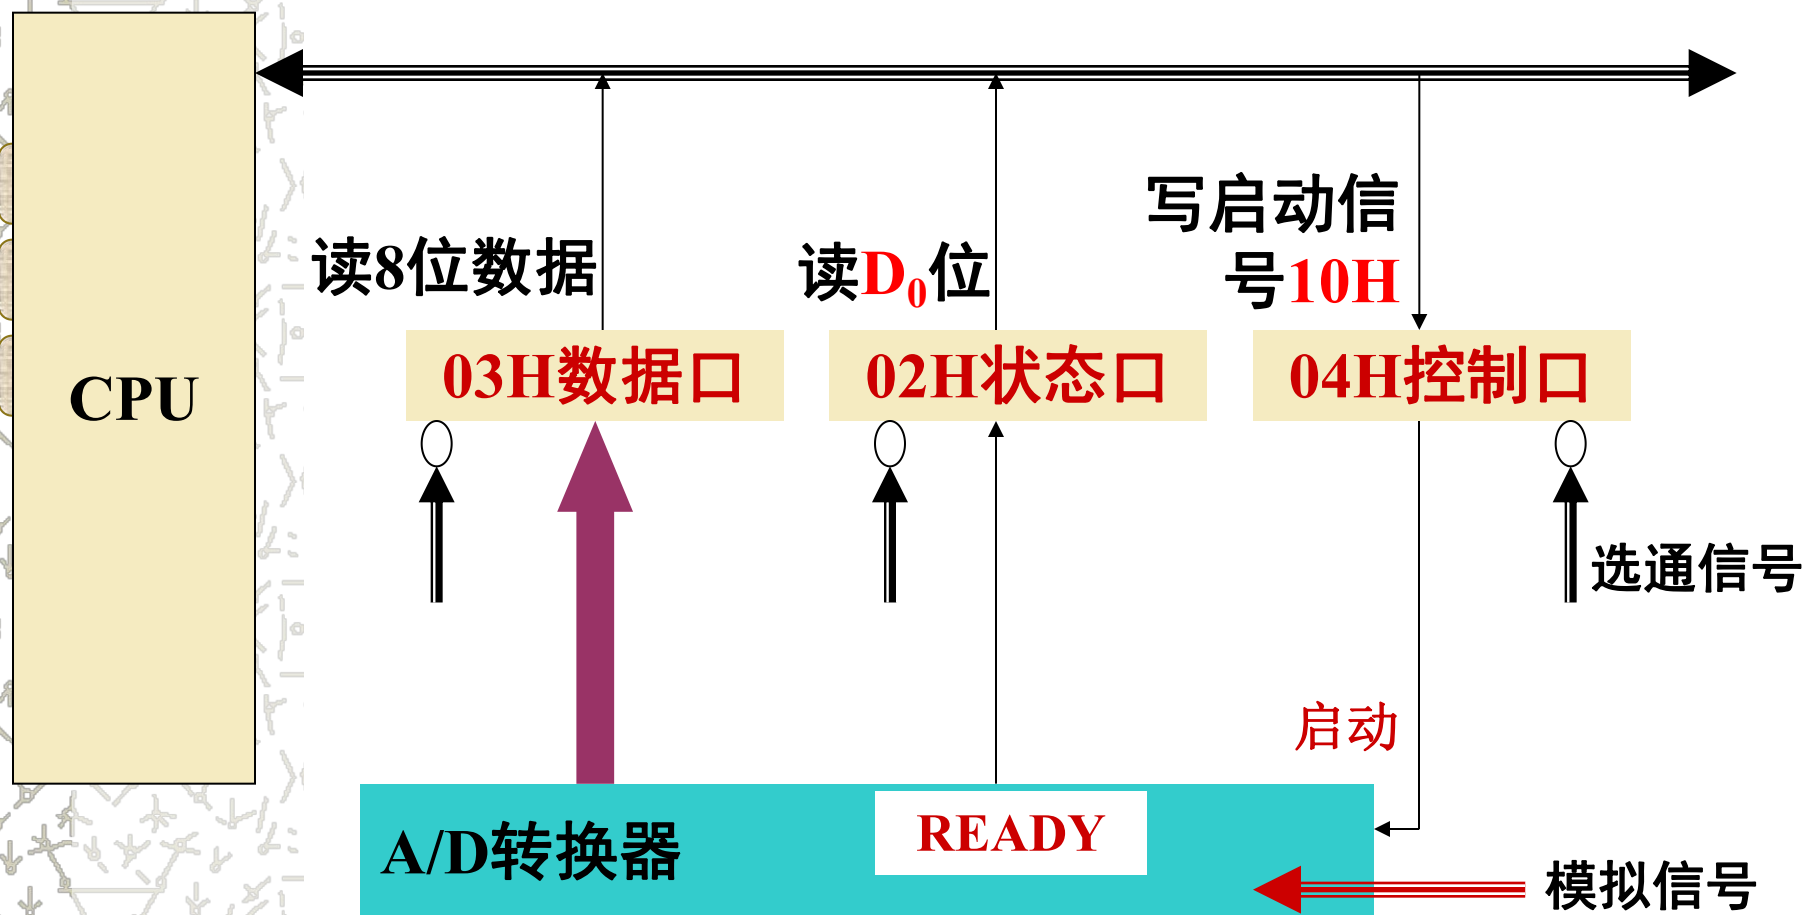 写启动信
号10H
读8位数据
读D₀位
03H数据口
02H状态口
04H控制口
CPU
选通信号
启动
A/D转换器
READY
模拟信号